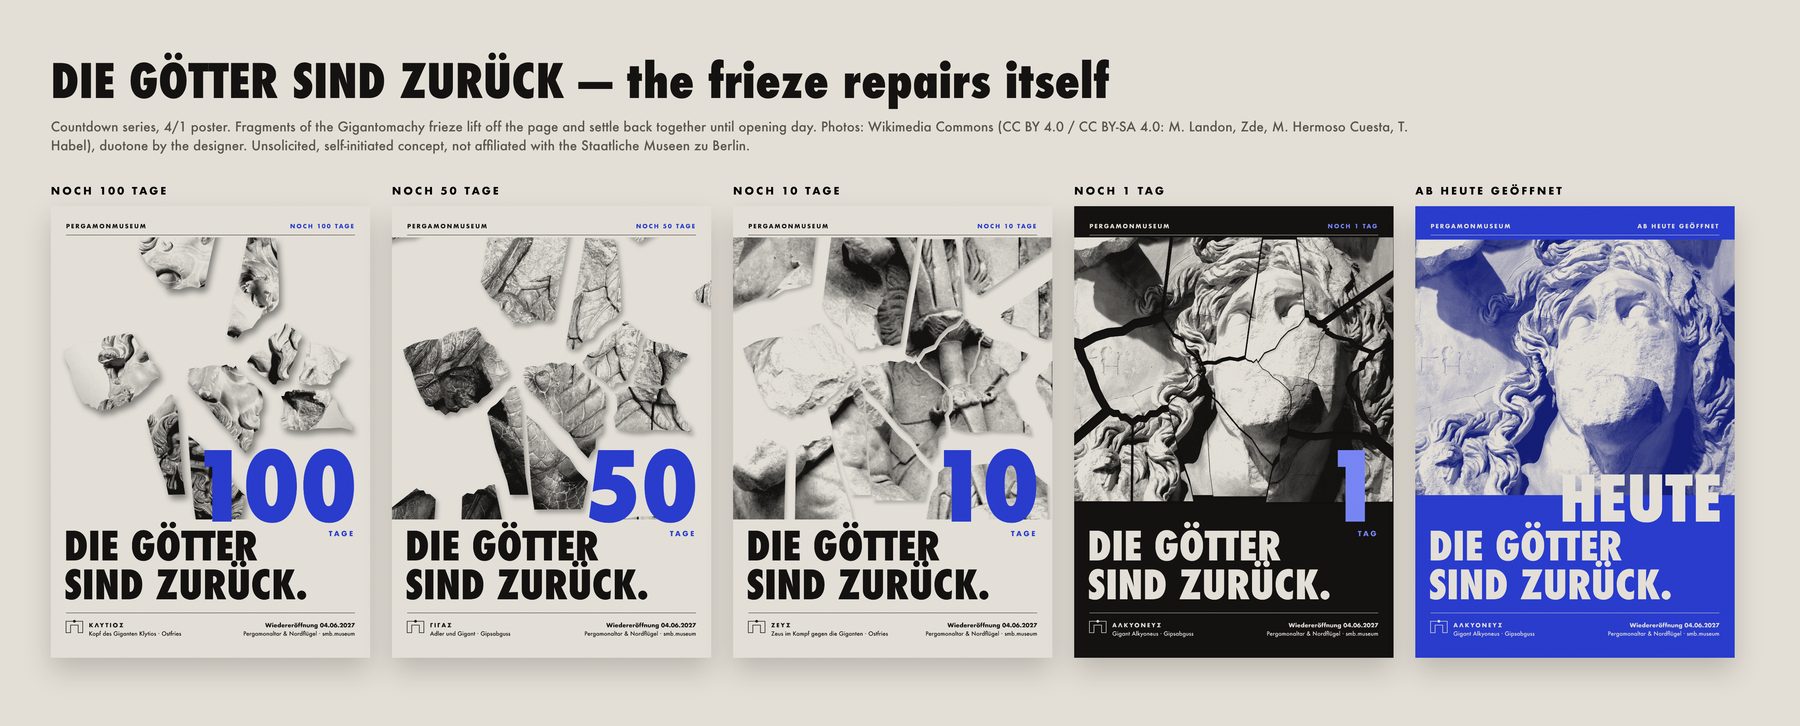 DIE GÖTTER SIND ZURÜCK — the frieze repairs itself
Countdown series, 4/1 poster. Fragments of the Gigantomachy frieze lift off the page and settle back together until opening day. Photos: Wikimedia Commons (CC BY 4.0 / CC BY-SA 4.0: M. Landon, Zde, M. Hermoso Cuesta, T.
Habel), duotone by the designer. Unsolicited, self-initiated concept, not affiliated with the Staatliche Museen zu Berlin.
NOCH 100 TAGE
PERGAMONMUSEUM
NOCH 100 TAGE
100
TAGE
DIE GÖTTER
SIND ZURÜCK.
ΚΛΥΤΙΟΣ
Kopf des Giganten Klytios · Ostfries
Wiedereröffnung 04.06.2027
Pergamonaltar & Nordflügel · smb.museum
NOCH 50 TAGE
PERGAMONMUSEUM
NOCH 50 TAGE
50
TAGE
DIE GÖTTER
SIND ZURÜCK.
ΓΙΓΑΣ
Adler und Gigant · Gipsabguss
Wiedereröffnung 04.06.2027
Pergamonaltar & Nordflügel · smb.museum
NOCH 10 TAGE
PERGAMONMUSEUM
NOCH 10 TAGE
10
TAGE
DIE GÖTTER
SIND ZURÜCK.
ΖΕΥΣ
Zeus im Kampf gegen die Giganten · Ostfries
Wiedereröffnung 04.06.2027
Pergamonaltar & Nordflügel · smb.museum
NOCH 1 TAG
PERGAMONMUSEUM
NOCH 1 TAG
1
TAG
DIE GÖTTER
SIND ZURÜCK.
ΑΛΚΥΟΝΕΥΣ
Gigant Alkyoneus · Gipsabguss
Wiedereröffnung 04.06.2027
Pergamonaltar & Nordflügel · smb.museum
AB HEUTE GEÖFFNET
PERGAMONMUSEUM
AB HEUTE GEÖFFNET
HEUTE
DIE GÖTTER
SIND ZURÜCK.
ΑΛΚΥΟΝΕΥΣ
Gigant Alkyoneus · Gipsabguss
Wiedereröffnung 04.06.2027
Pergamonaltar & Nordflügel · smb.museum